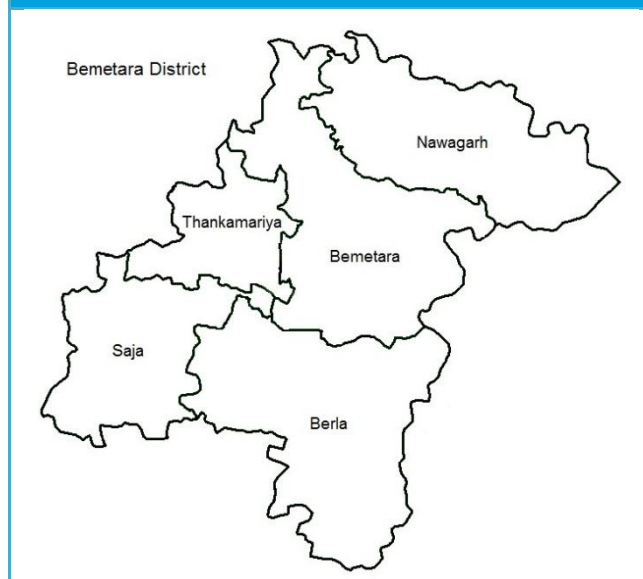 Bemetara District
Nawagarh
Thankamariya
Bemetara
Saja
Berla